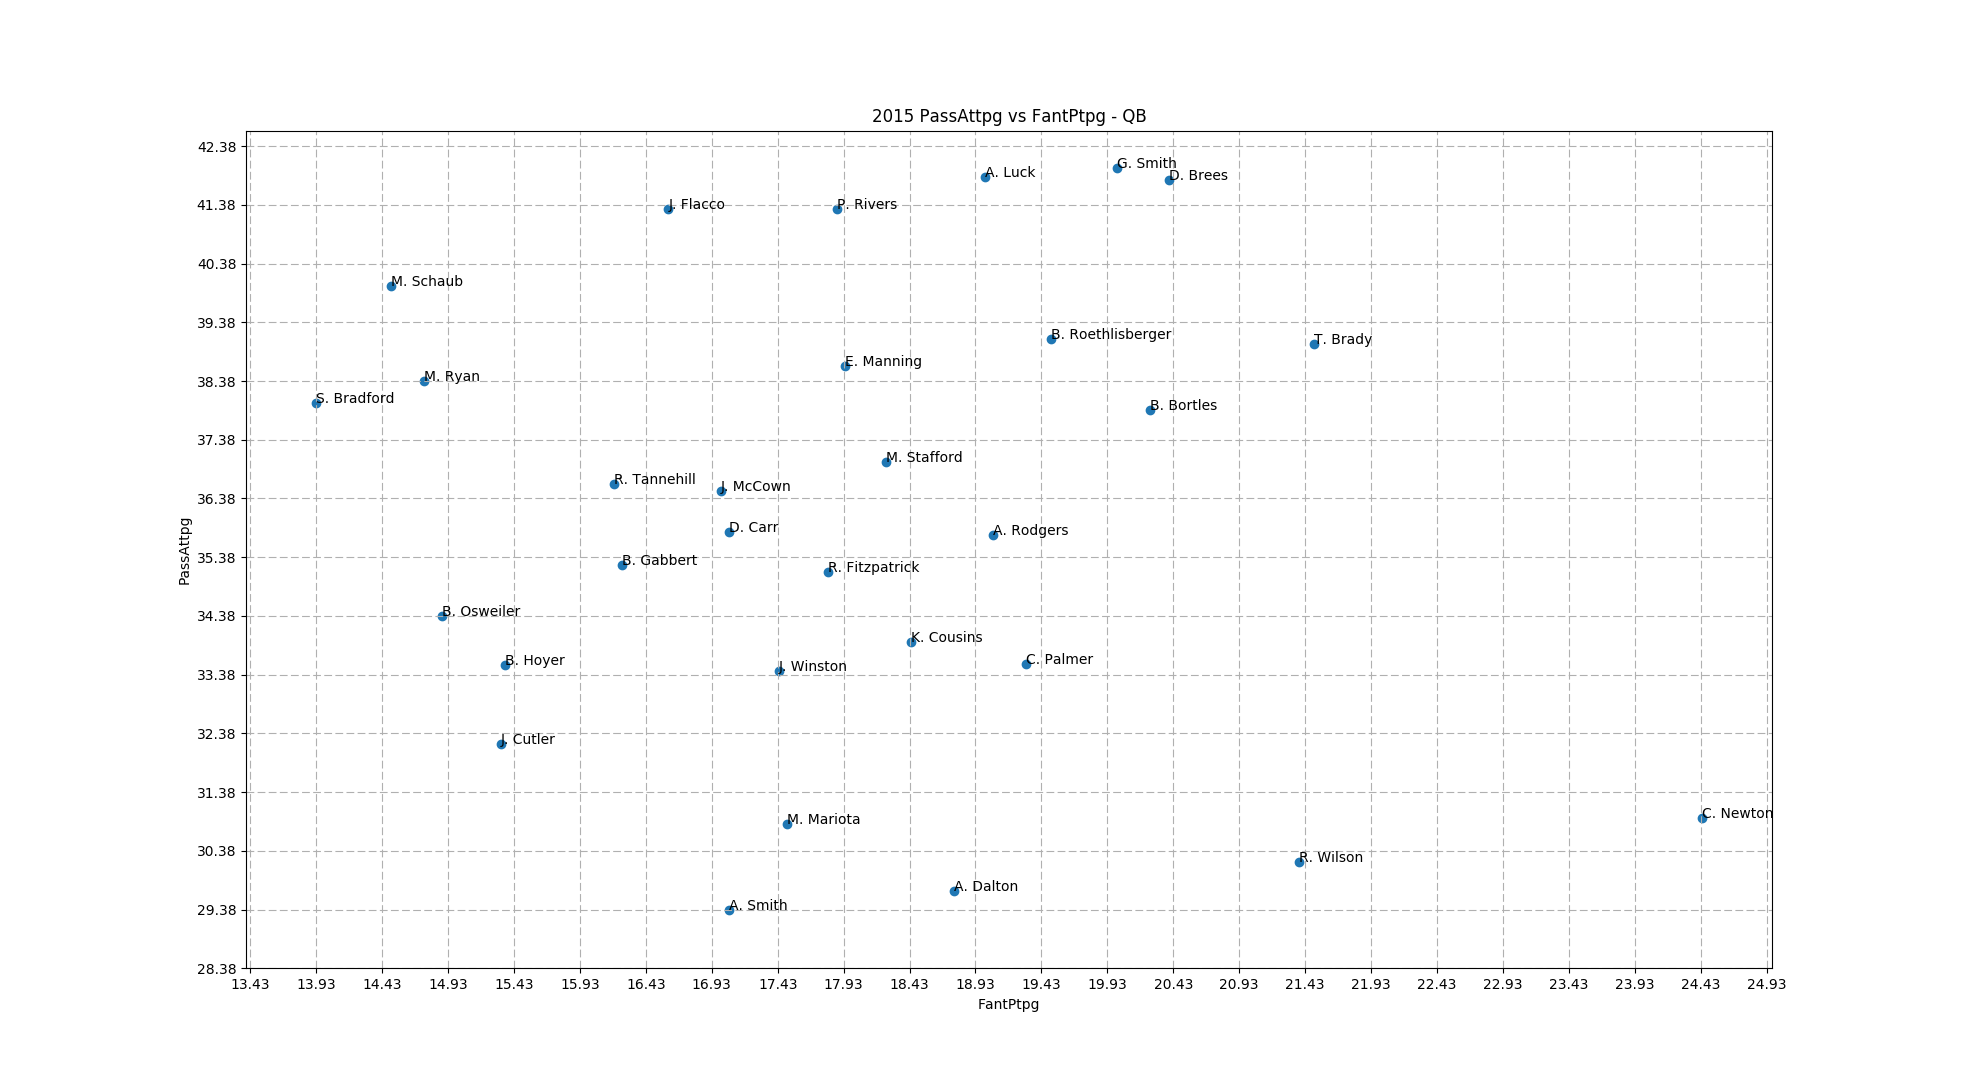 2015 PassAttpg vs FantPtpg - QB
42.38
41.38
40.38
39.38
38.38
37.38
36.38
35.38
34.38
33.38
32.38
31.38
30.38
29.38
28.38
PassAttpg
G. Smith
A. Luck
D. Brees
J. Flacco
P. Rivers
M. Schaub
B. Roethlisberger
T. Brady
E. Manning
M. Ryan
S. Bradford
B. Bortles
M. Stafford
R. Tannehill
J. McCown
D. Carr
A. Rodgers
B. Gabbert
R. Fitzpatrick
B. Osweiler
K. Cousins
B. Hoyer
C. Palmer
J. Winston
J. Cutler
C. Newton
M. Mariota
R. Wilson
A. Dalton
A. Smith
13.43 13.93 14.43 14.93 15.43 15.93 16.43 16.93 17.43 17.93 18.43 18.93 19.43 19.93 20.43 20.93 21.43 21.93 22.43 22.93 23.43 23.93 24.43 24.93
FantPtpg